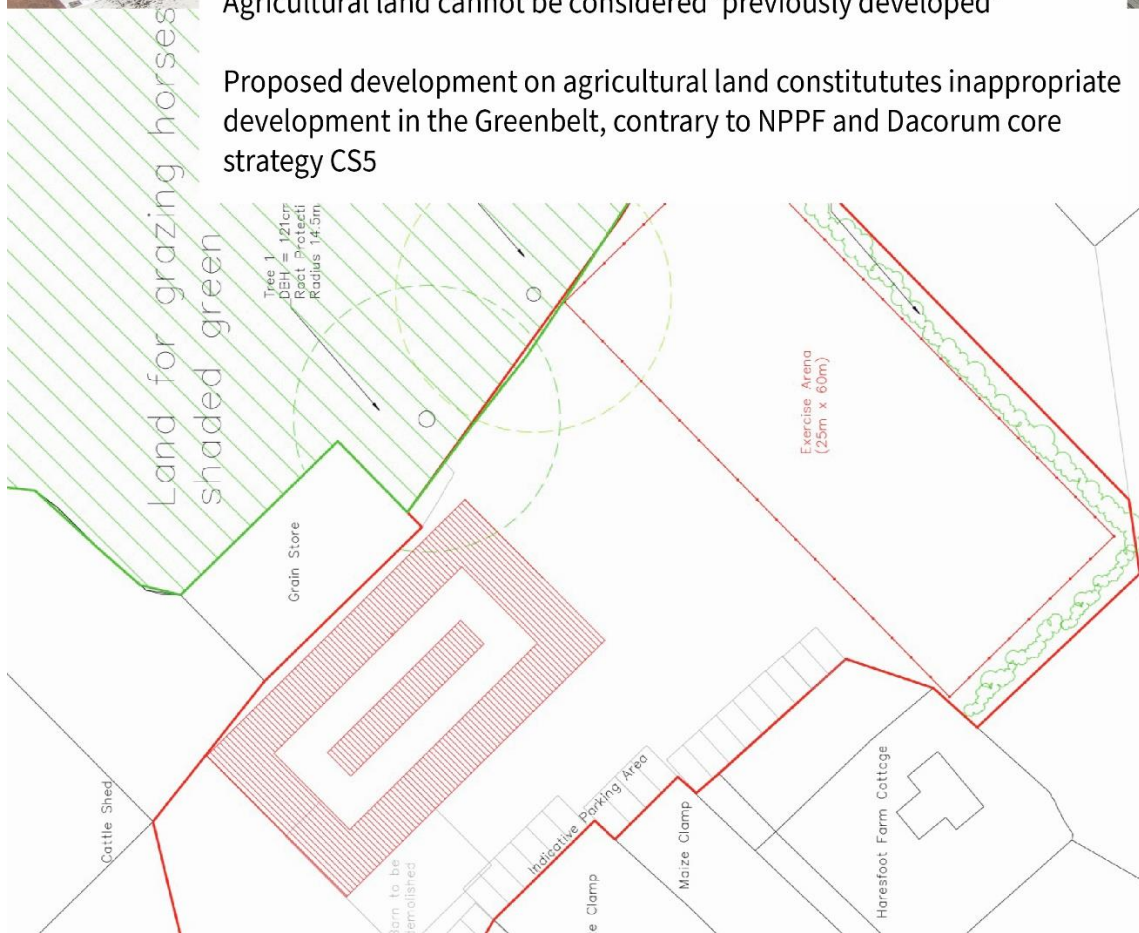 Agricultural land cannot be considered 'previously developed'
Proposed development on agricultural land constitututes inappropriate
development in the Greenbelt, contrary to NPPF and Dacorum core
strategy CS5
Land for grazing horses
shaded green
Tree 1
DBH = 121cm
Root Protecti
Radius 14.5m
Exercise Arena
(25m x 60m)
Grain Store
Cattle Shed
Indicative Parking Area
Maize Clamp
Haresfoot Farm Cottage
Barn to be
demolished
e Clamp